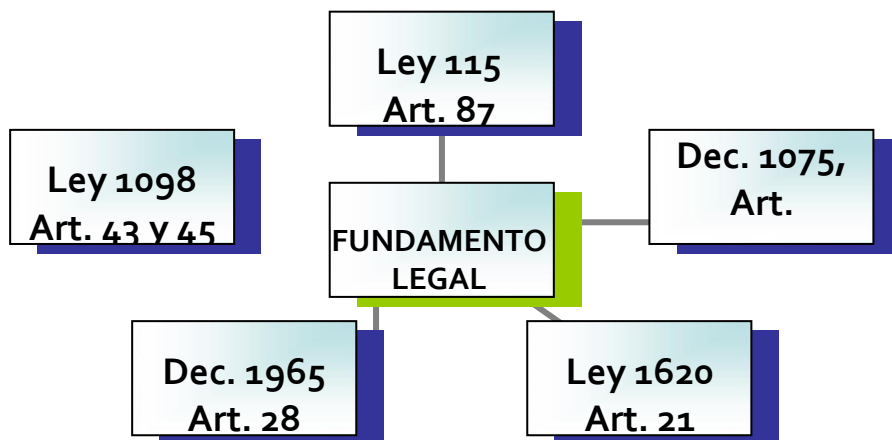 Ley 115
Art. 87
Ley 1098
Art. 43 y 45
Dec. 1075,
Art.
FUNDAMENTO
LEGAL
Dec. 1965
Art. 28
Ley 1620
Art. 21